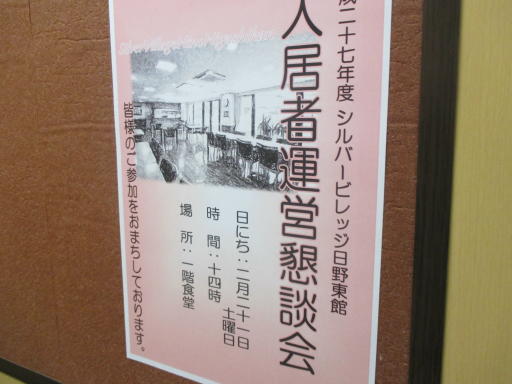 成二十七年度 シルバービレッジ日野東館
入居者運営懇談会
日にち：二月二十一日
土曜日
時　間：十四時
場　所：一階食堂
皆様のご参加をおまちしております。